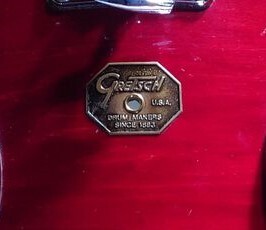 GRETSCH
U.S.A.
DRUM MAKERS
SINCE 1883